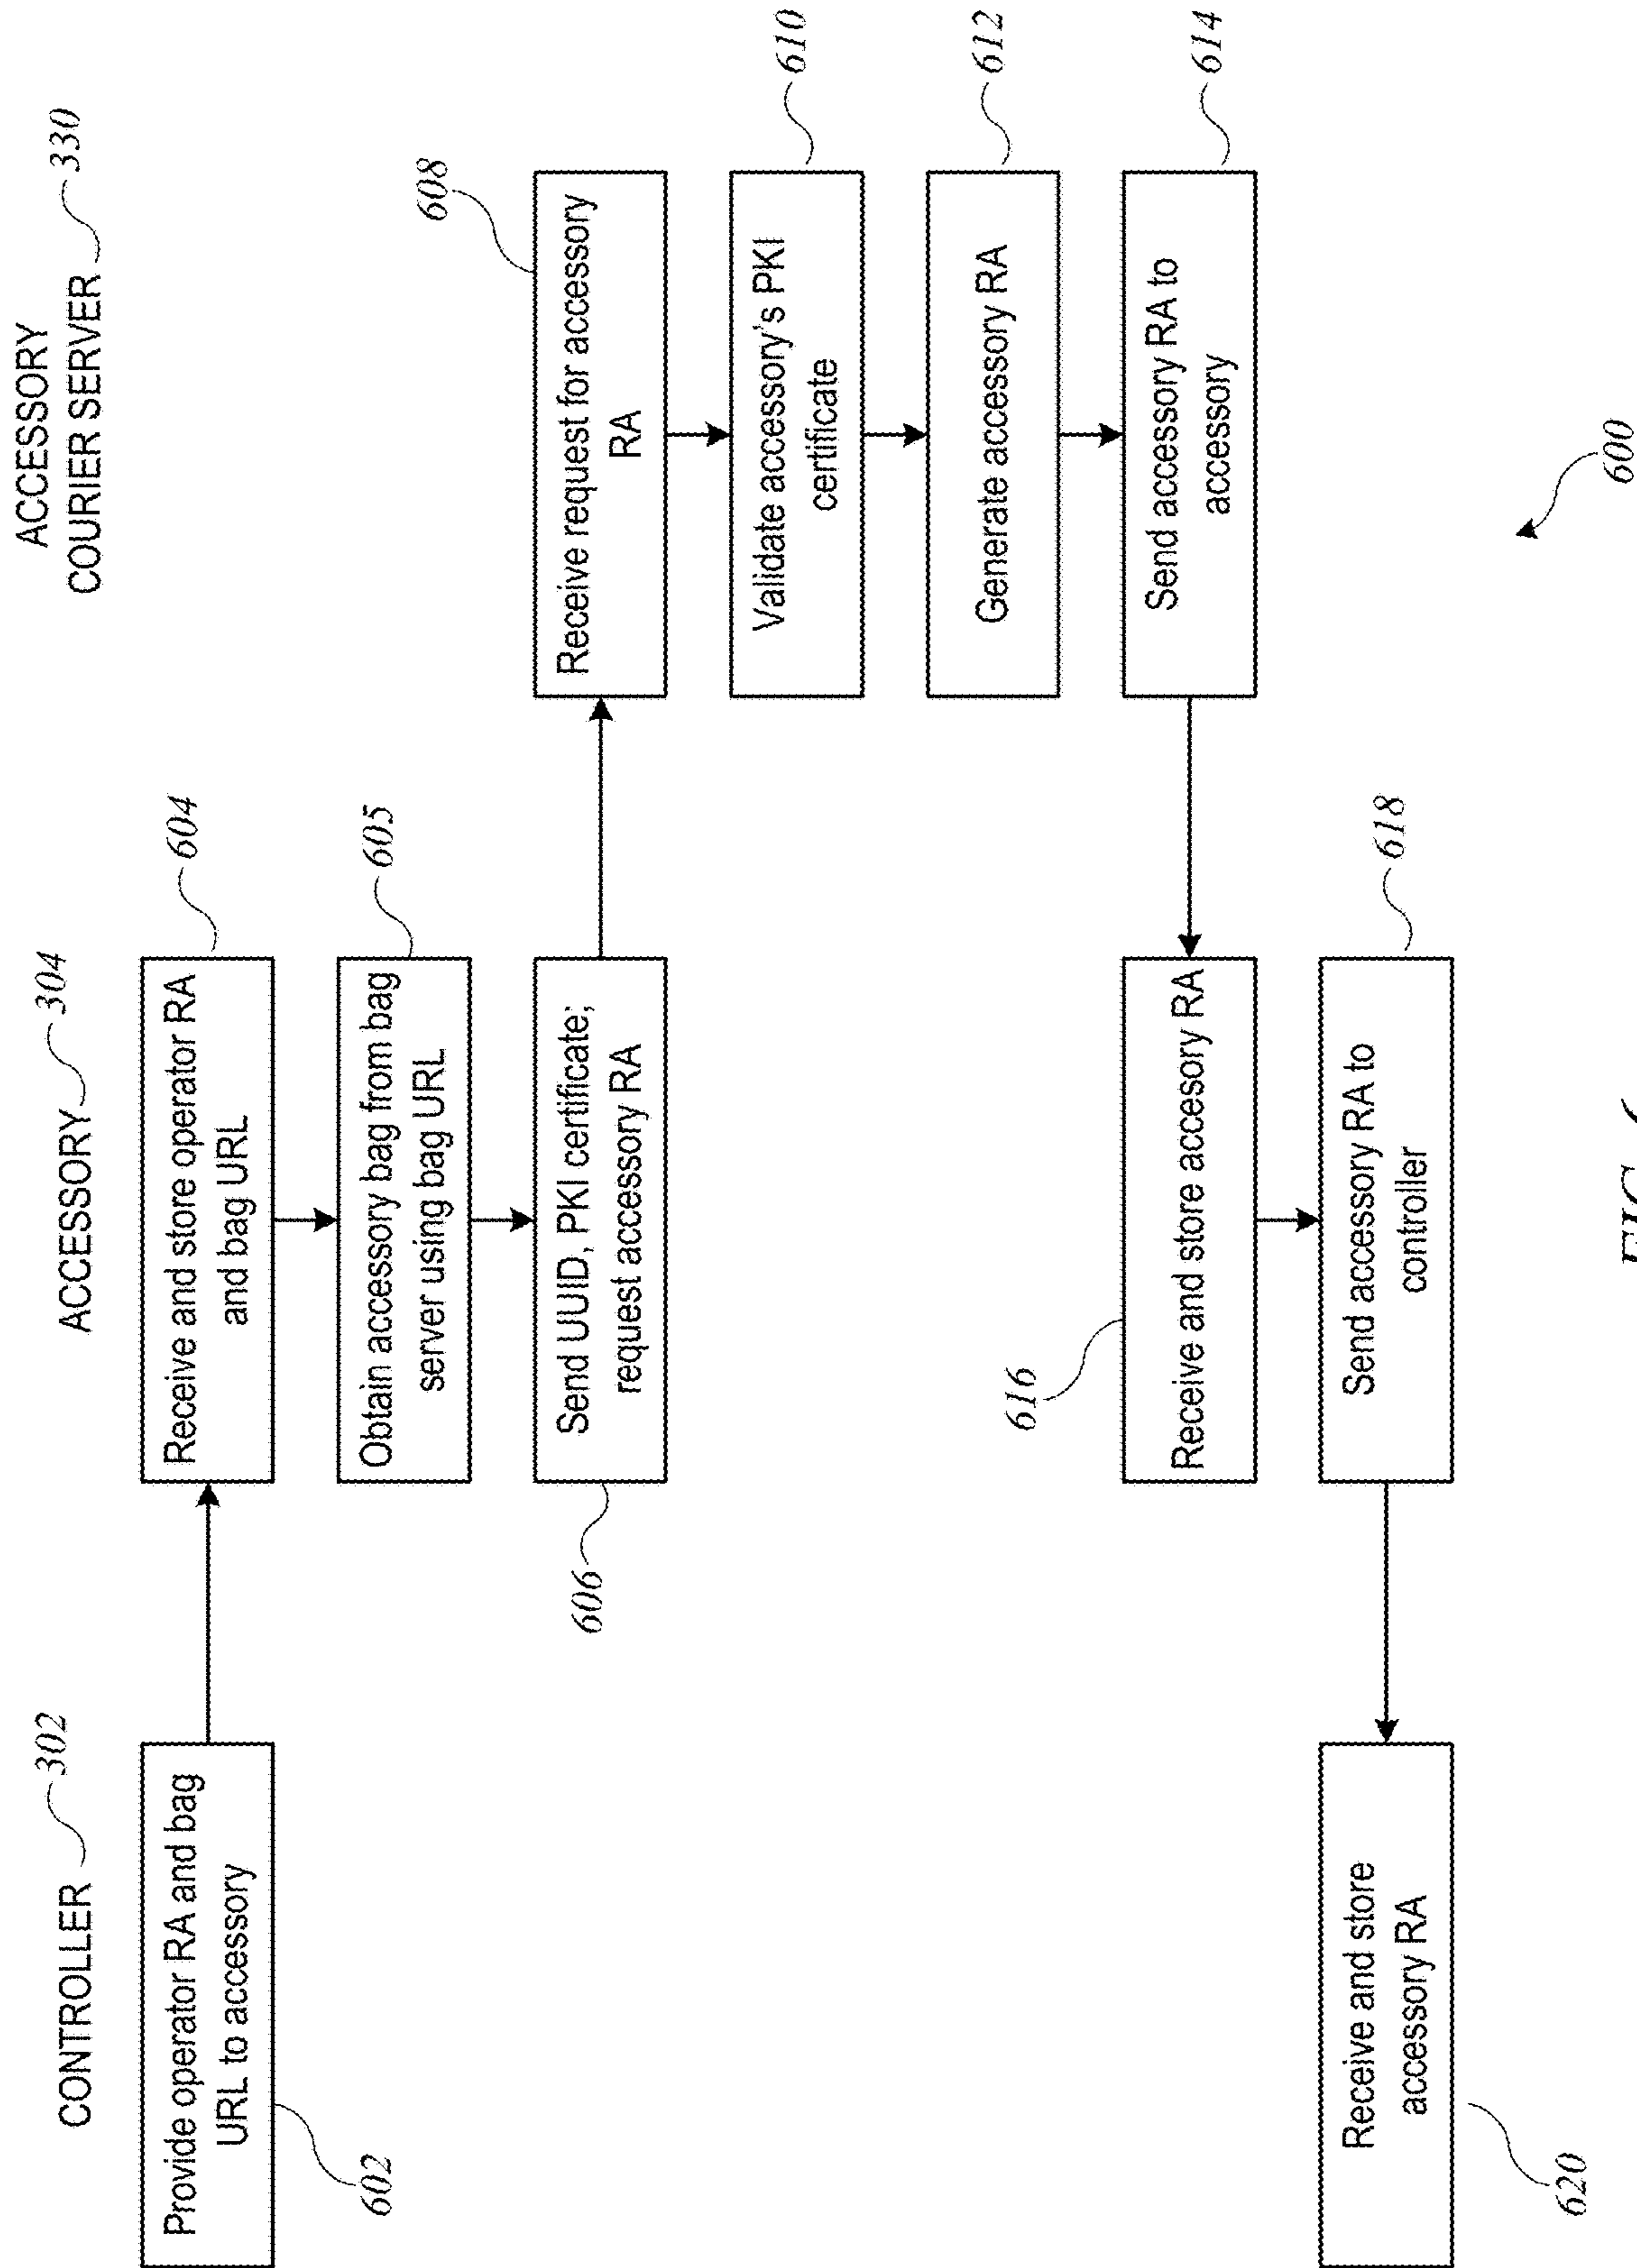 CONTROLLER 302
ACCESSORY 304
ACCESSORY
COURIER SERVER 330
Provide operator RA and bag
URL to accessory
602
Receive and store operator RA
and bag URL
604
Obtain accessory bag from bag
server using bag URL
605
Send UUID, PKI certificate;
request accessory RA
606
Receive request for accessory
RA
608
Validate accessory's PKI
certificate
610
Generate accessory RA
612
Send accessory RA to
accessory
614
Receive and store accessory RA
616
Send accessory RA to
controller
618
Receive and store
accessory RA
620
600
FIG.